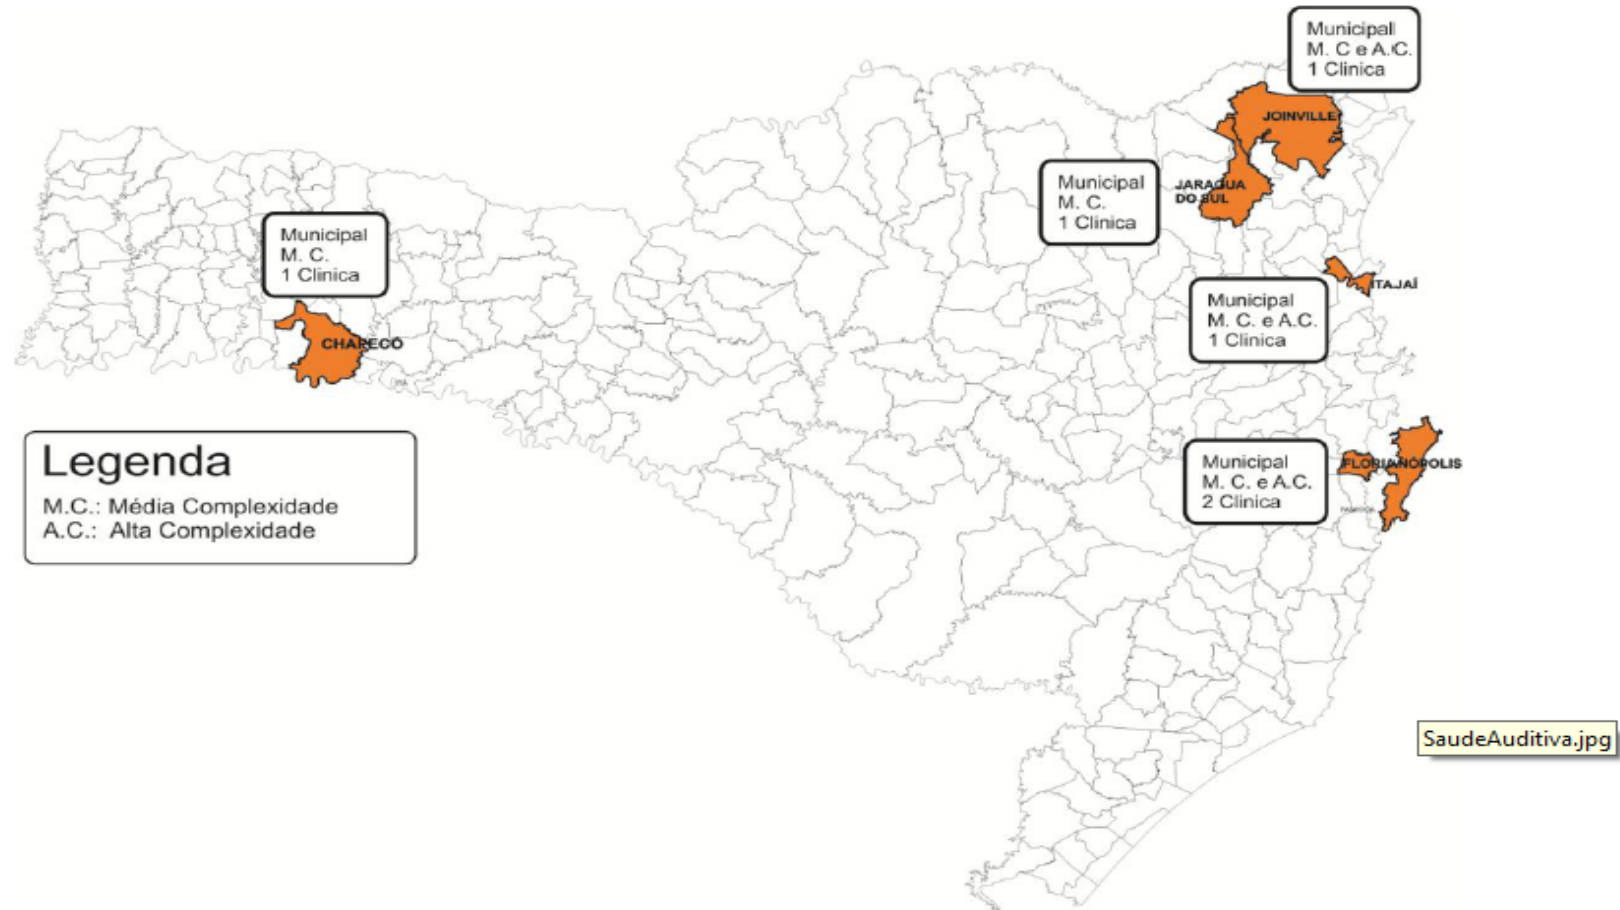 Municipal
M. C e A.C.
1 Clinica
JOINVILLE
Municipal
M. C.
1 Clinica
JARAGUA
DO SUL
Municipal
M. C.
1 Clinica
CHAPECÓ
ITAJAÍ
Municipal
M. C. e A.C.
1 Clinica
Municipal
M. C. e A.C.
2 Clinica
FLORIANÓPOLIS
Legenda
M.C.: Média Complexidade
A.C.: Alta Complexidade
SaudeAuditiva.jpg